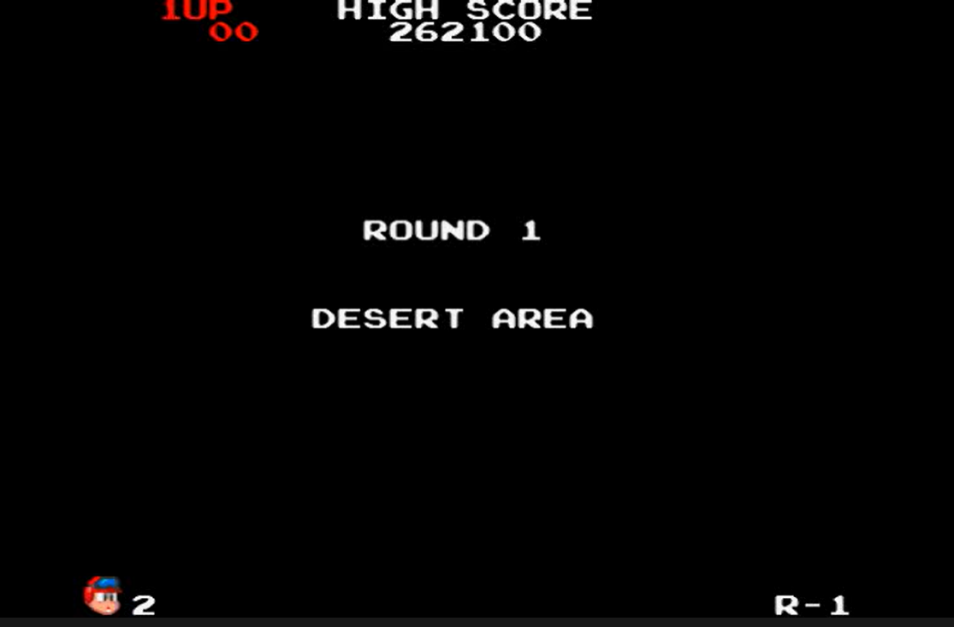 1UP HIGH SCORE
00 262100
ROUND 1
DESERT AREA
2 R-1